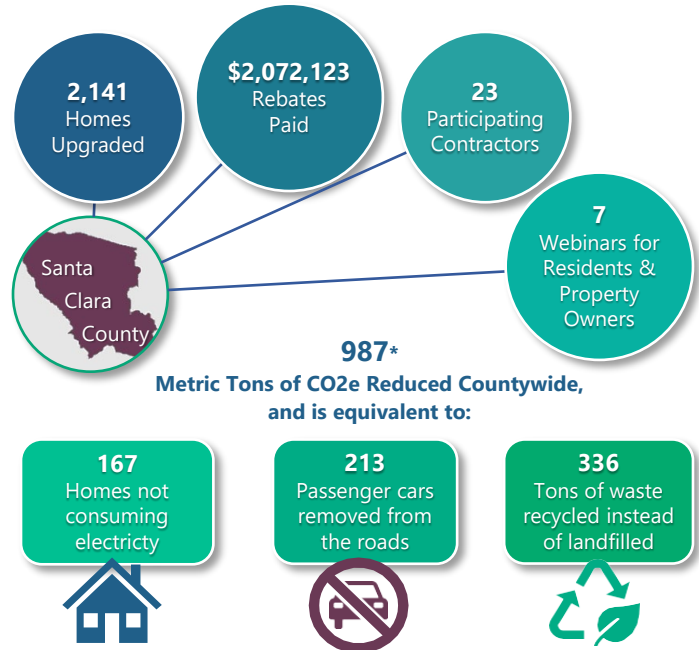 2,141
Homes
Upgraded
$2,072,123
Rebates
Paid
23
Participating
Contractors
7
Webinars for
Residents &
Property
Owners
Santa
Clara
County
987*
Metric Tons of CO2e Reduced Countywide,
and is equivalent to:
167
Homes not
consuming
electricty
213
Passenger cars
removed from
the roads
336
Tons of waste
recycled instead
of landfilled